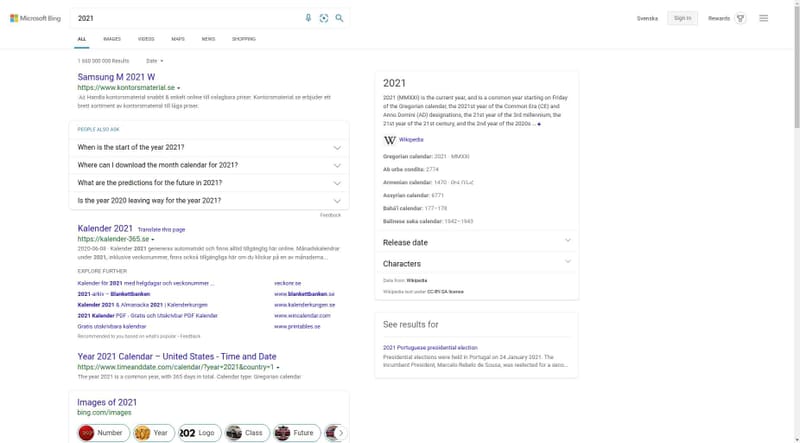 Microsoft Bing
2021
Svenska
Sign in
Rewards
ALL
IMAGES
VIDEOS
MAPS
NEWS
SHOPPING
1 660 000 000 Results
Date
Samsung M 2021 W
https://www.kontorsmaterial.se
Ad Handla kontorsmaterial snabbt & enkelt online till oslagbara priser. Kontorsmaterial.se erbjuder ett
brett sortiment av kontorsmaterial till låga priser.
PEOPLE ALSO ASK
When is the start of the year 2021?
Where can I download the month calendar for 2021?
What are the predictions for the future in 2021?
Is the year 2020 leaving way for the year 2021?
Feedback
Kalender 2021 Translate this page
https://kalender-365.se
2020-06-08 · Kalender 2021 genereras automatiskt och finns alltid tillgänglig här online. Månadskalendrar
under 2021, inklusive veckonummer, finns också tillgängliga här om du klickar på en av månaderna...
EXPLORE FURTHER
Kalender för 2021 med helgdagar och veckonummer ...
veckonr.se
2021-arkiv – Blankettbanken
www.blankettbanken.se
Kalender 2021 & Almanacka 2021 | Kalenderkungen
www.kalenderkungen.se
2021 Kalender PDF - Gratis och Utskrivbar PDF Kalender
www.wincalendar.com
Gratis utskrivbara kalendrar
www.printables.se
Recommended to you based on what's popular • Feedback
Year 2021 Calendar – United States - Time and Date
https://www.timeanddate.com/calendar/?year=2021&country=1
The year 2021 is a common year, with 365 days in total. Calendar type: Gregorian calendar
Images of 2021
bing.com/images
Number
Year
Logo
Class
Future
2021
2021 (MMXXI) is the current year, and is a common year starting on Friday
of the Gregorian calendar, the 2021st year of the Common Era (CE) and
Anno Domini (AD) designations, the 21st year of the 3rd millennium, the
21st year of the 21st century, and the 2nd year of the 2020s ...
W Wikipedia
Gregorian calendar: 2021 · MMXXI
Ab urbe condita: 2774
Armenian calendar: 1470 ·
Assyrian calendar: 6771
Bahá'í calendar: 177–178
Balinese saka calendar: 1942–1943
Release date
Characters
Data from: Wikipedia
Wikipedia text under CC-BY-SA license
See results for
2021 Portuguese presidential election
Presidential elections were held in Portugal on 24 January 2021. The
incumbent President, Marcelo Rebelo de Sousa, was reelected for a seco...